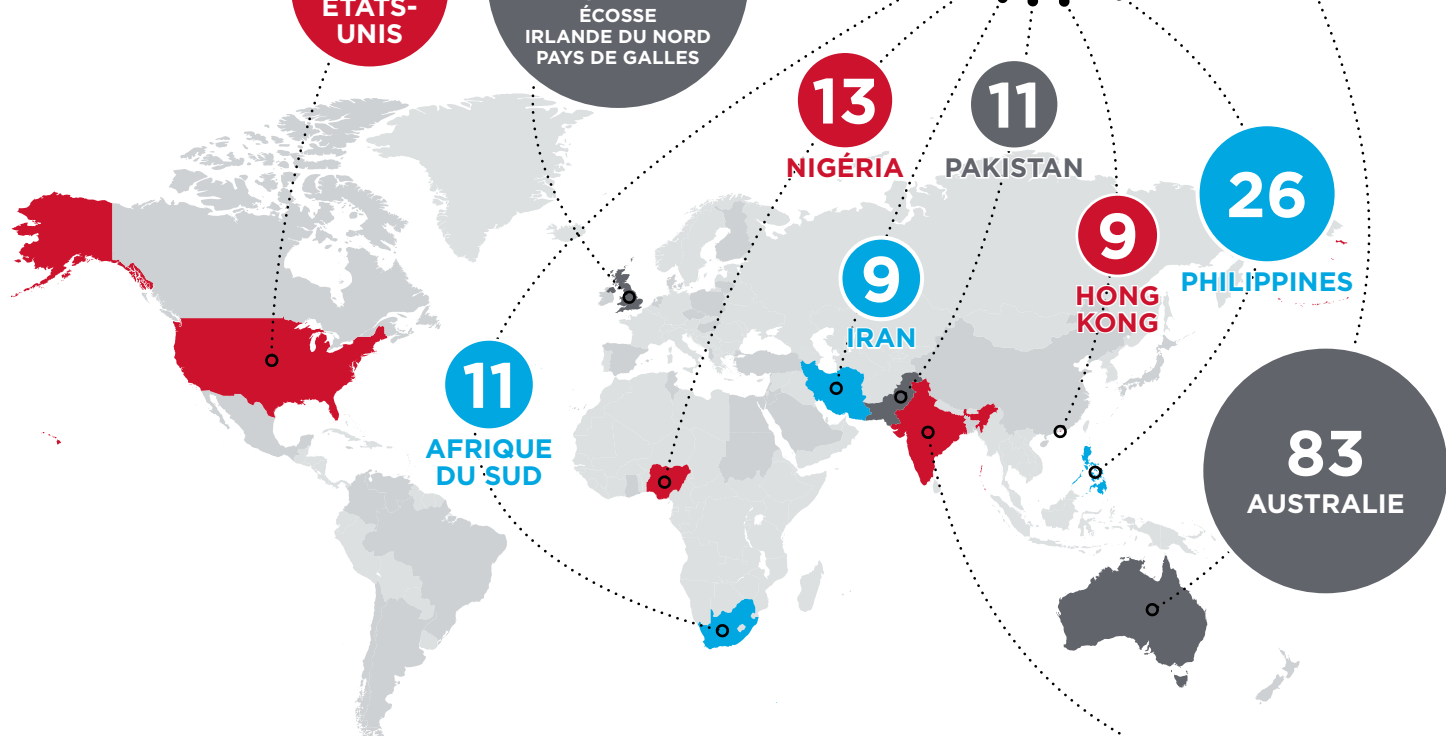 ÉTATS-
UNIS
ÉCOSSE
IRLANDE DU NORD
PAYS DE GALLES
13
NIGÉRIA
11
PAKISTAN
26
PHILIPPINES
9
HONG
KONG
9
IRAN
11
AFRIQUE
DU SUD
83
AUSTRALIE